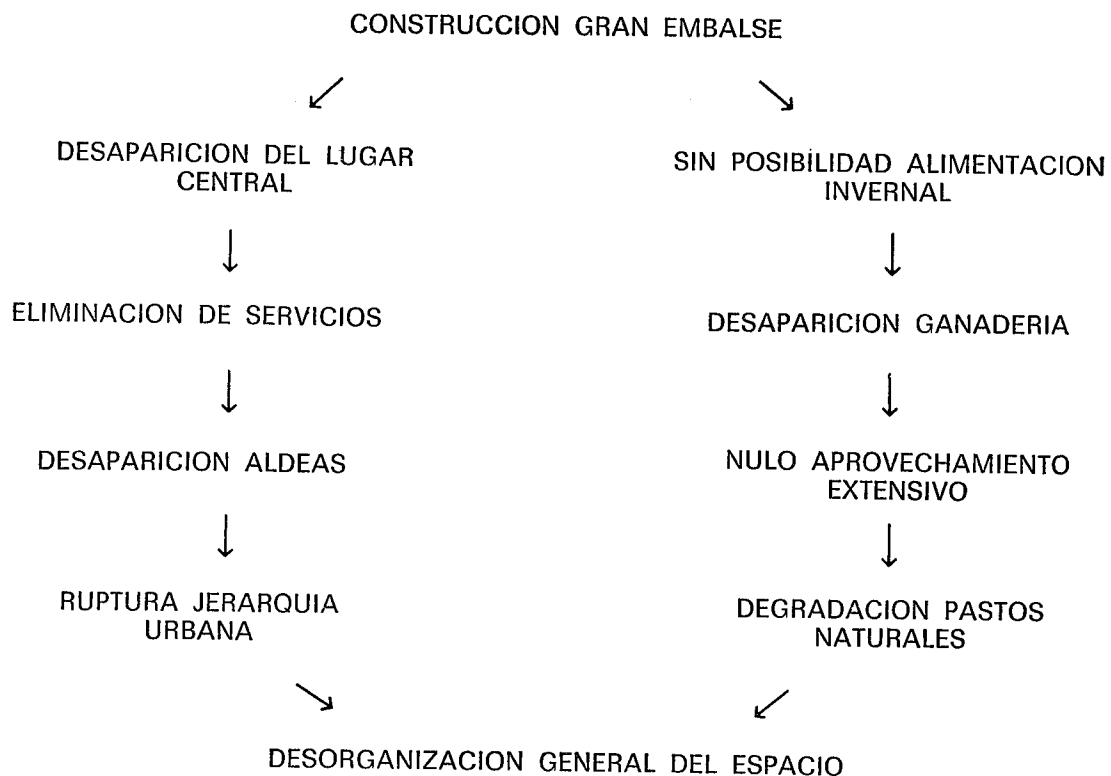 CONSTRUCCION GRAN EMBALSE
DESAPARICION DEL LUGAR
CENTRAL
SIN POSIBILIDAD ALIMENTACION
INVERNAL
ELIMINACION DE SERVICIOS
DESAPARICION GANADERIA
DESAPARICION ALDEAS
NULO APROVECHAMIENTO
EXTENSIVO
RUPTURA JERARQUIA
URBANA
DEGRADACION PASTOS
NATURALES
DESORGANIZACION GENERAL DEL ESPACIO